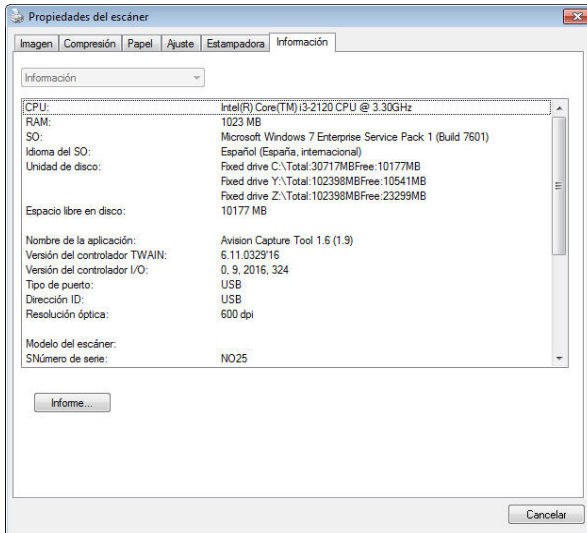 Propiedades del escáner
Imagen Compresión Papel Ajuste Estampadora Información
Información
CPU: Intel(R) Core(TM) i3-2120 CPU @ 3.30GHz
RAM: 1023 MB
SO: Microsoft Windows 7 Enterprise Service Pack 1 (Build 7601)
Idioma del SO: Español (España, internacional)
Unidad de disco: Fixed drive C:\Total:30717MBFree:10177MB
Fixed drive Y:\Total:102398MBFree:10541MB
Fixed drive Z:\Total:102398MBFree:23299MB
Espacio libre en disco: 10177 MB
Nombre de la aplicación: Avision Capture Tool 1.6 (1.9)
Versión del controlador TWAIN: 6.11.0329'16
Versión del controlador I/O: 0, 9, 2016, 324
Tipo de puerto: USB
Dirección ID: USB
Resolución óptica: 600 dpi
Modelo del escáner:
SNúmero de serie: NO25
Informe...
Cancelar